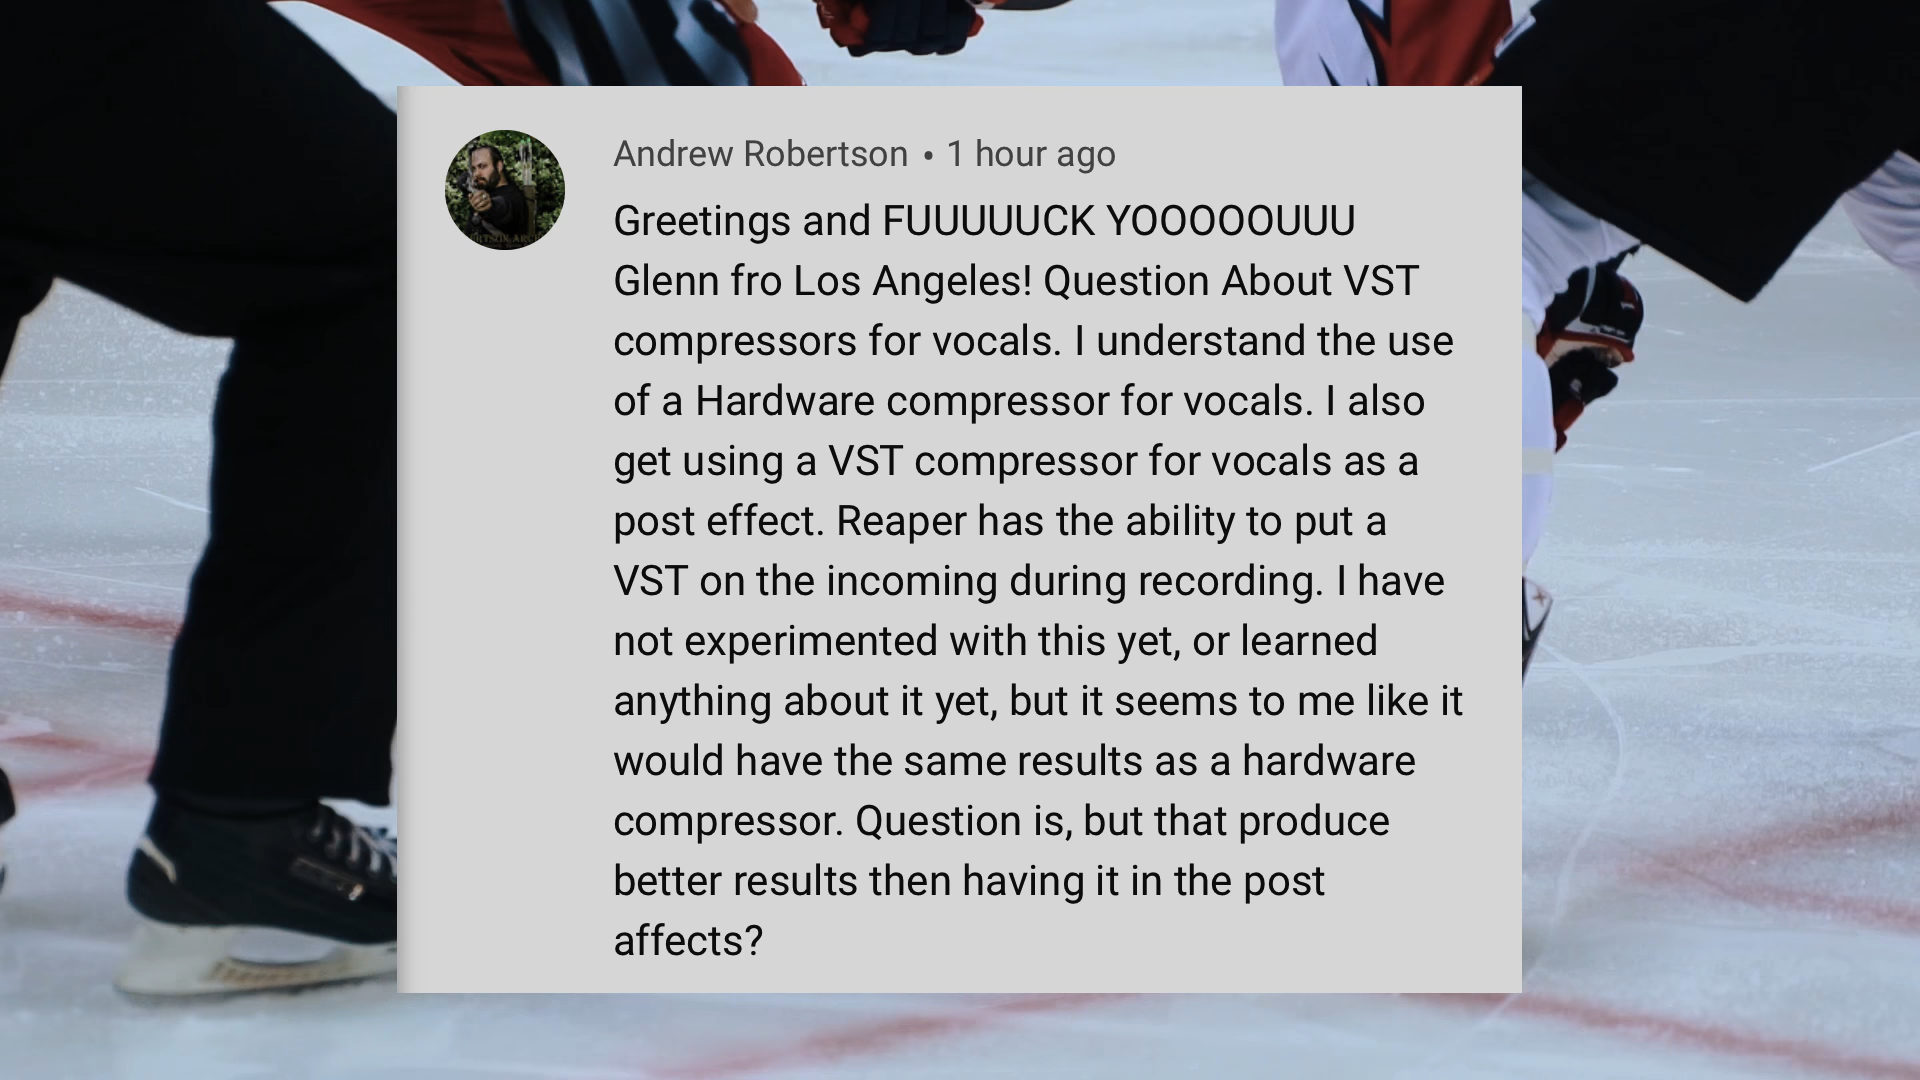 Andrew Robertson • 1 hour ago
Greetings and FUUUUUCK YOOOOOUUU
Glenn fro Los Angeles! Question About VST
compressors for vocals. I understand the use
of a Hardware compressor for vocals. I also
get using a VST compressor for vocals as a
post effect. Reaper has the ability to put a
VST on the incoming during recording. I have
not experimented with this yet, or learned
anything about it yet, but it seems to me like it
would have the same results as a hardware
compressor. Question is, but that produce
better results then having it in the post
affects?